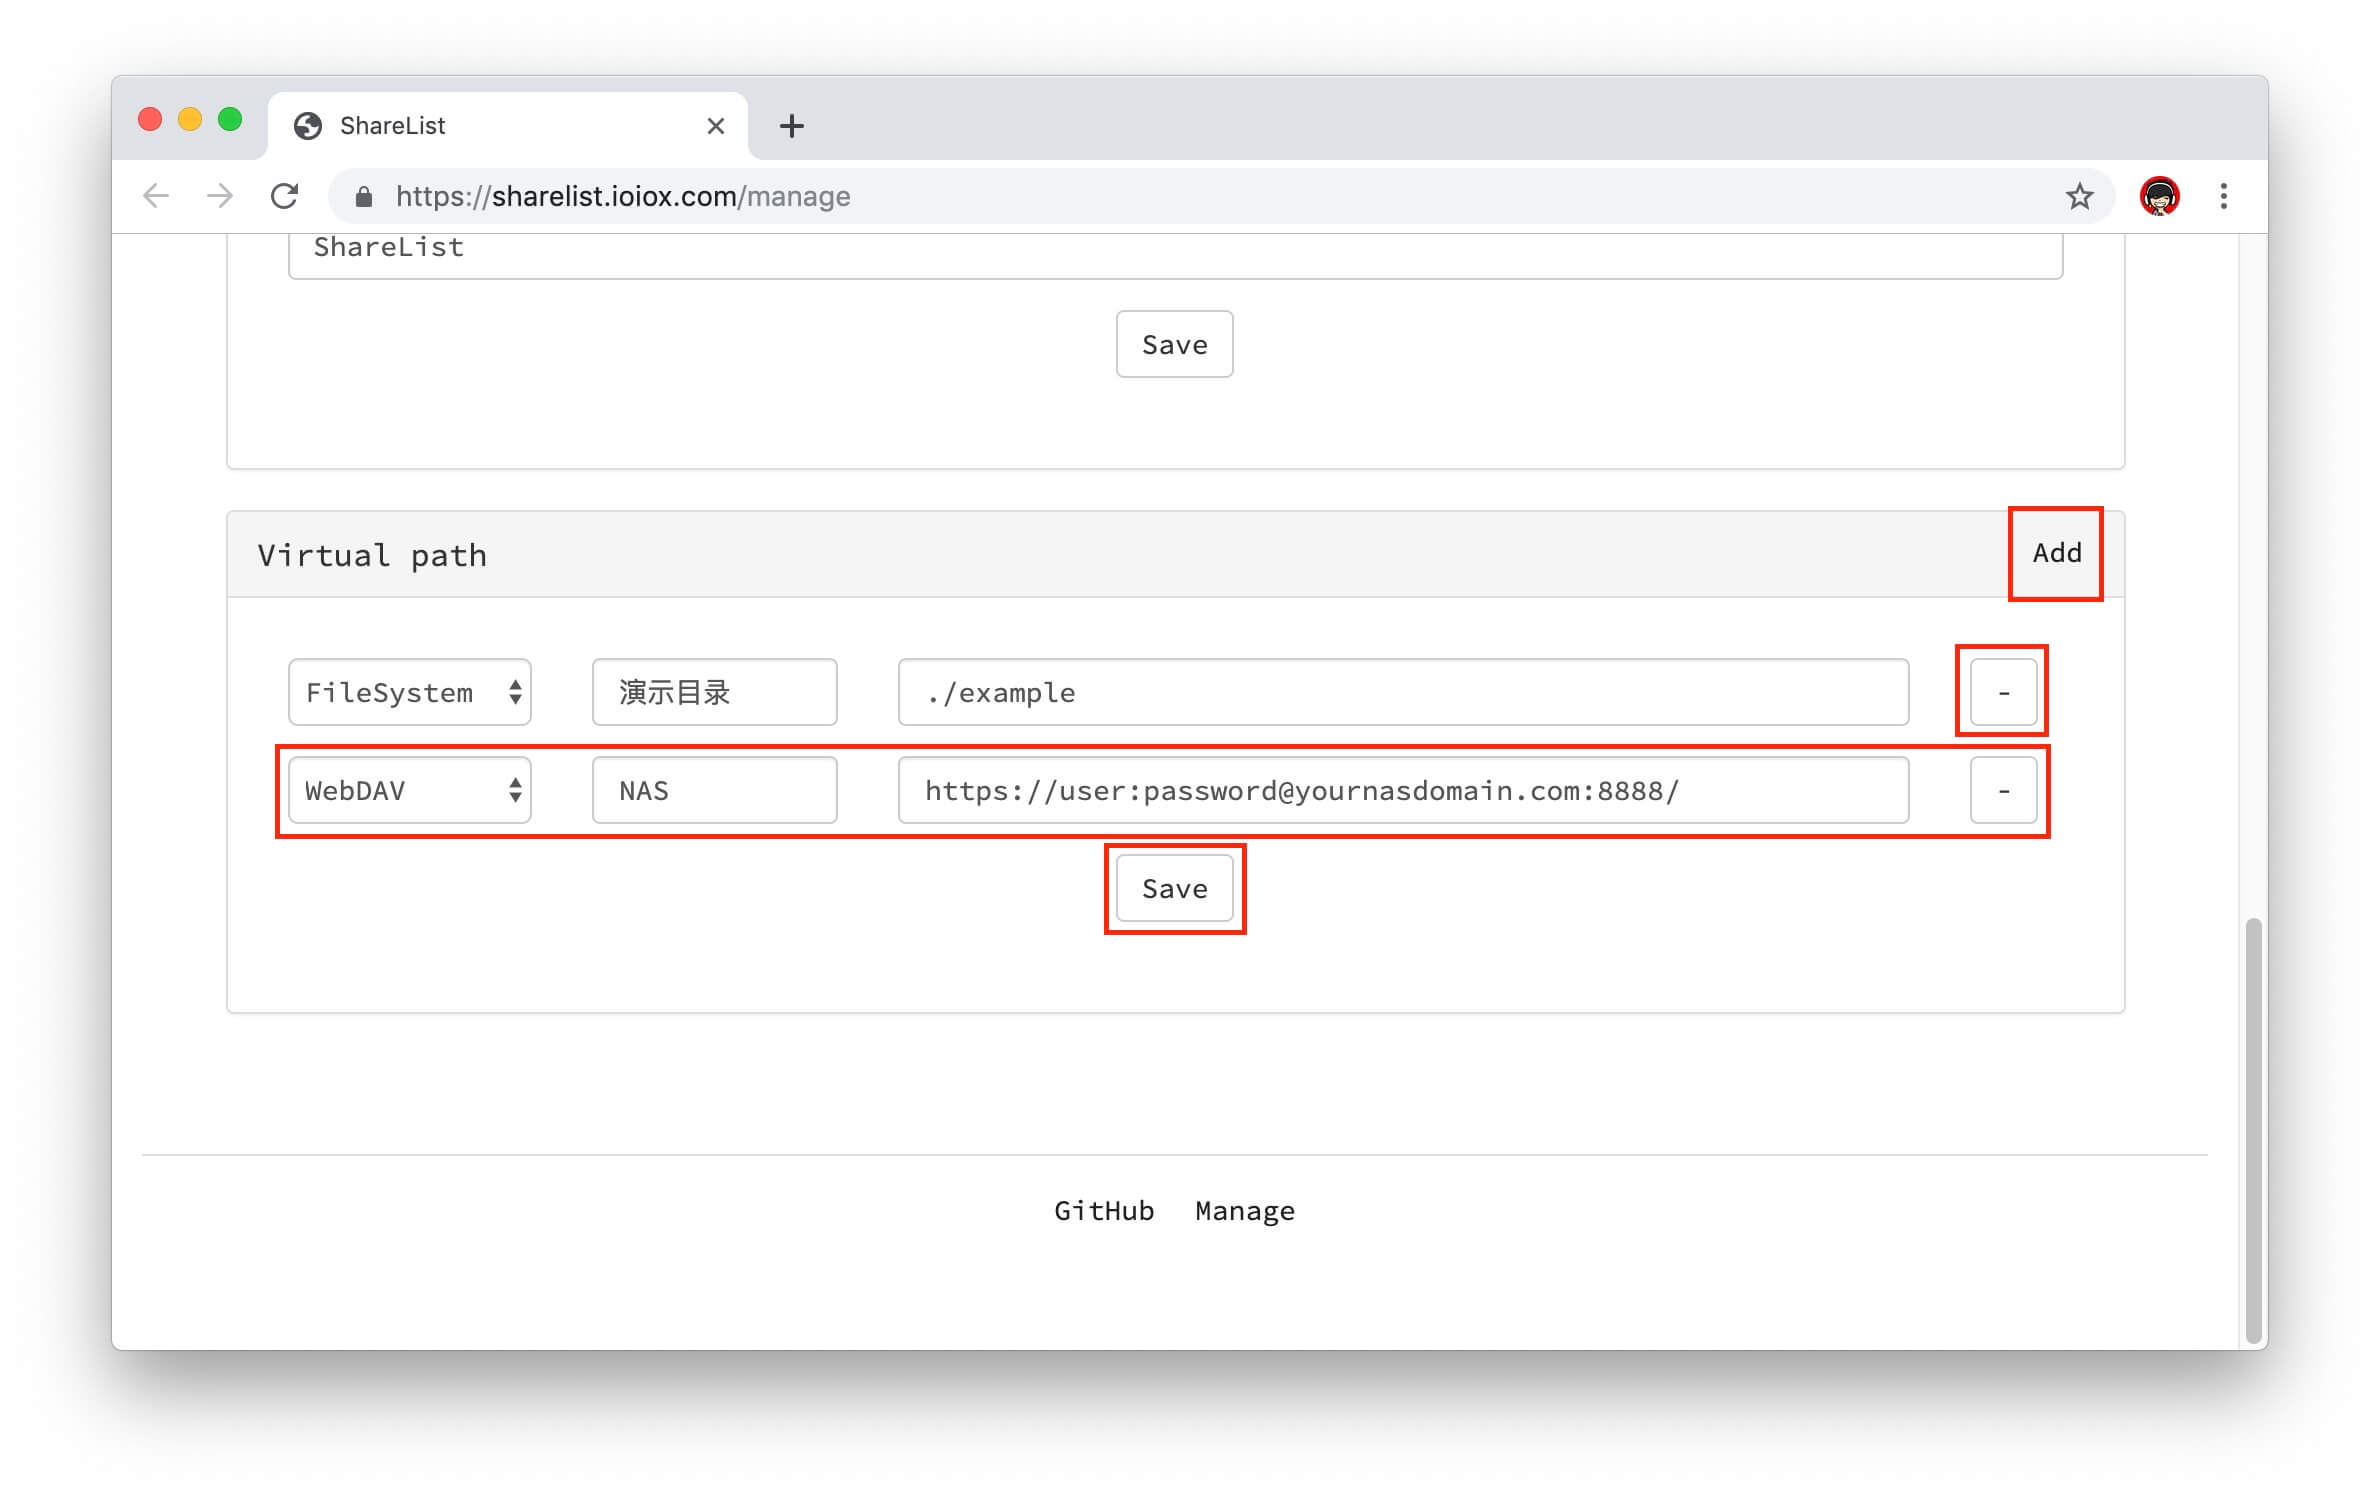 ShareList
https://sharelist.ioiox.com/manage
ShareList
Save
Virtual path
Add
FileSystem 演示目录 ./example -
WebDAV NAS https://user:password@yournasdomain.com:8888/ -
Save
GitHub Manage